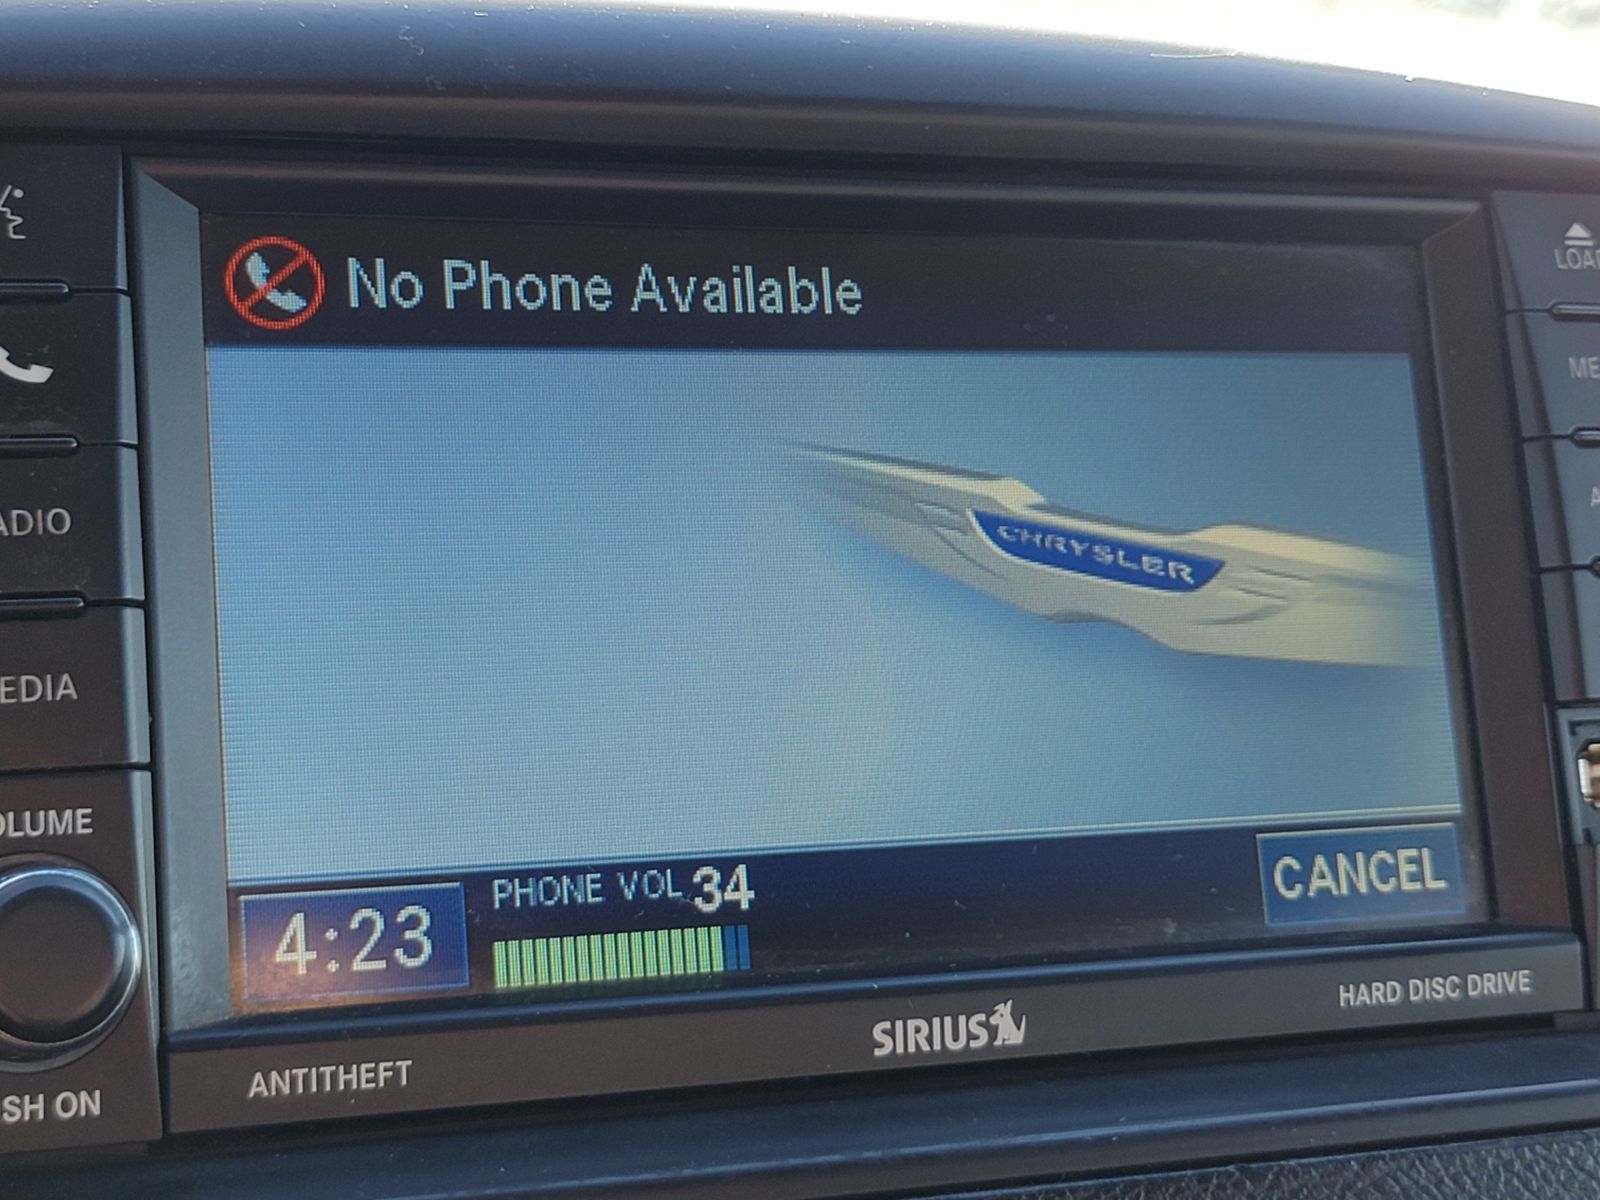 No Phone Available
LOA
ME
ADIO
CHRYSLER
EDIA
OLUME
PHONE VOL 34
CANCEL
4:23
HARD DISC DRIVE
SIRIUS
ANTITHEFT
SH ON